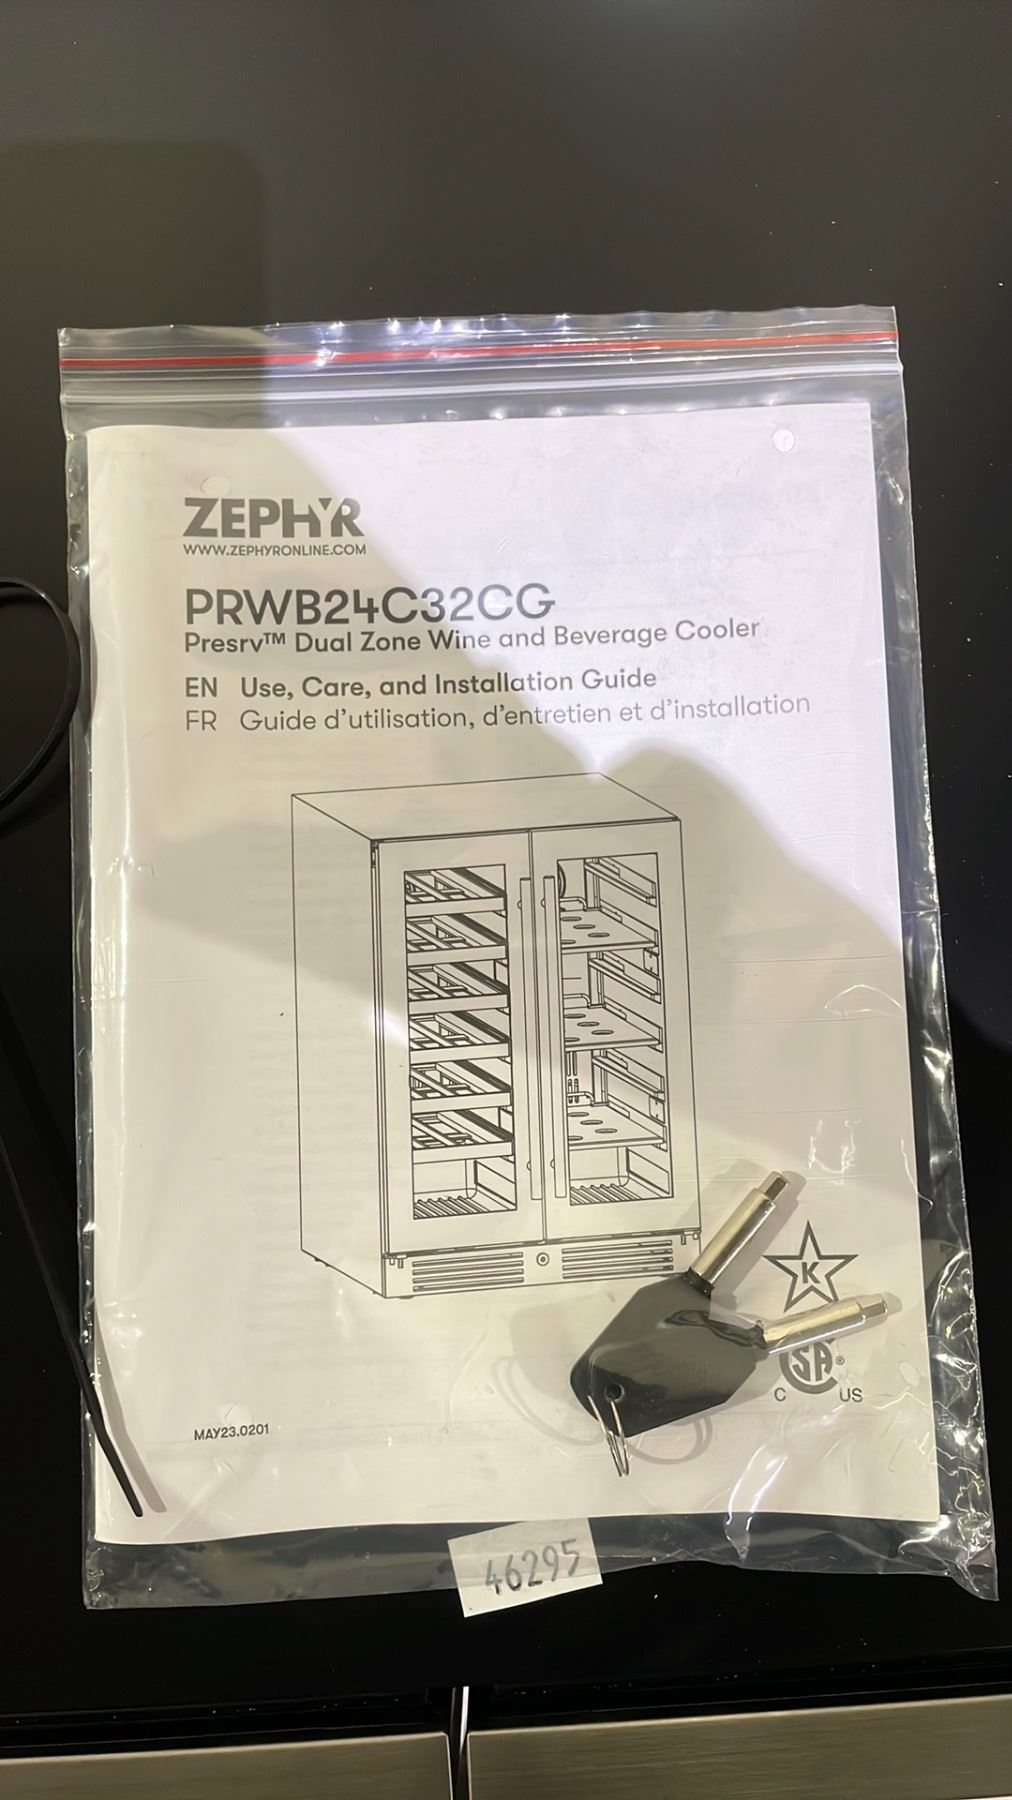 ZEPHYR
WWW.ZEPHYRONLINE.COM
PRWB24C32CG
Presrv™ Dual Zone Wine and Beverage Cooler
EN Use, Care, and Installation Guide
FR Guide d'utilisation, d'entretien et d'installation
K
SA®
C US
MAY23.0201
46295